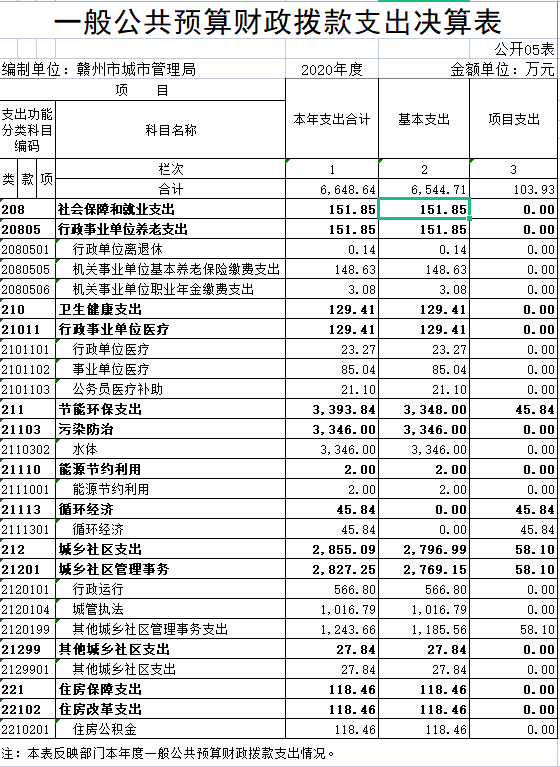 一般公共预算财政拨款支出决算表
公开05表
编制单位：赣州市城市管理局 2020年度 金额单位：万元
项 目 本年支出合计 基本支出 项目支出
支出功能分类科目编码 科目名称
类 款 项 栏次 1 2 3
合计 6,648.64 6,544.71 103.93
208 社会保障和就业支出 151.85 151.85 0.00
20805 行政事业单位养老支出 151.85 151.85 0.00
2080501 行政单位离退休 0.14 0.14 0.00
2080505 机关事业单位基本养老保险缴费支出 148.63 148.63 0.00
2080506 机关事业单位职业年金缴费支出 3.08 3.08 0.00
210 卫生健康支出 129.41 129.41 0.00
21011 行政事业单位医疗 129.41 129.41 0.00
2101101 行政单位医疗 23.27 23.27 0.00
2101102 事业单位医疗 85.04 85.04 0.00
2101103 公务员医疗补助 21.10 21.10 0.00
211 节能环保支出 3,393.84 3,348.00 45.84
21103 污染防治 3,346.00 3,346.00 0.00
2110302 水体 3,346.00 3,346.00 0.00
21110 能源节约利用 2.00 2.00 0.00
2111001 能源节约利用 2.00 2.00 0.00
21113 循环经济 45.84 0.00 45.84
2111301 循环经济 45.84 0.00 45.84
212 城乡社区支出 2,855.09 2,796.99 58.10
21201 城乡社区管理事务 2,827.25 2,769.15 58.10
2120101 行政运行 566.80 566.80 0.00
2120104 城管执法 1,016.79 1,016.79 0.00
2120199 其他城乡社区管理事务支出 1,243.66 1,185.56 58.10
21299 其他城乡社区支出 27.84 27.84 0.00
2129901 其他城乡社区支出 27.84 27.84 0.00
221 住房保障支出 118.46 118.46 0.00
22102 住房改革支出 118.46 118.46 0.00
2210201 住房公积金 118.46 118.46 0.00
注：本表反映部门本年度一般公共预算财政拨款支出情况。